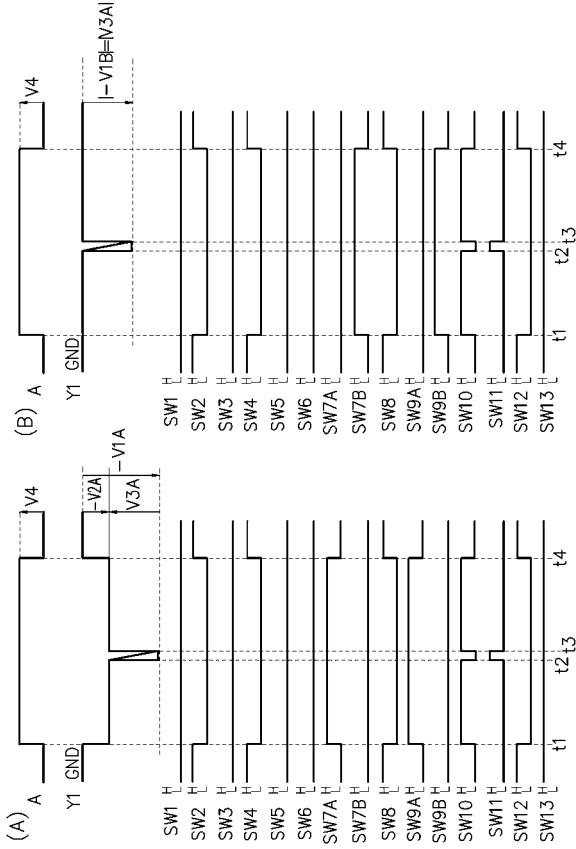 (A)
A
V4
Y1 GND
-V2A
V3A
-V1A
SW1 H L
SW2 H L
SW3 H L
SW4 H L
SW5 H L
SW6 H L
SW7A H L
SW7B H L
SW8 H L
SW9A H L
SW9B H L
SW10 H L
SW11 H L
SW12 H L
SW13 H L
t1 t2 t3 t4
(B)
A
V4
Y1 GND
|-V1B|=|V3A|
SW1 H L
SW2 H L
SW3 H L
SW4 H L
SW5 H L
SW6 H L
SW7A H L
SW7B H L
SW8 H L
SW9A H L
SW9B H L
SW10 H L
SW11 H L
SW12 H L
SW13 H L
t1 t2 t3 t4